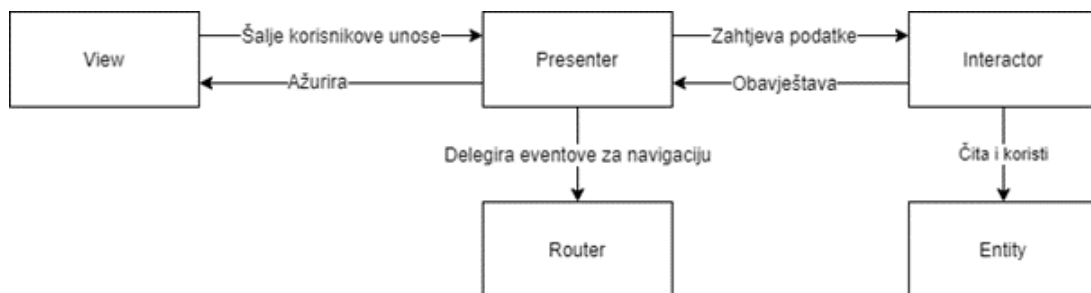 Šalje korisnikove unose
Zahtjeva podatke
View
Presenter
Interactor
Ažurira
Obavještava
Delegira eventove za navigaciju
Čita i koristi
Router
Entity